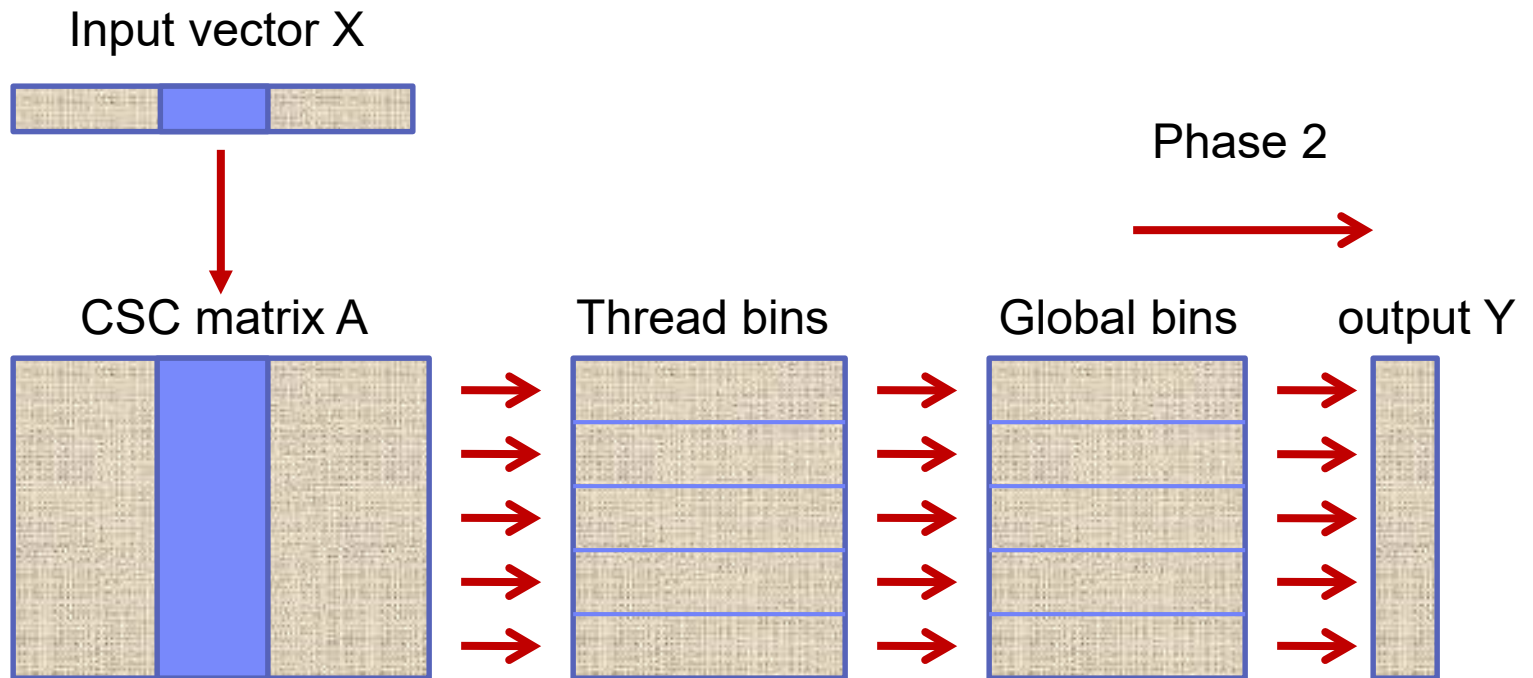 Input vector X
Phase 2
CSC matrix A
Thread bins
Global bins
output Y